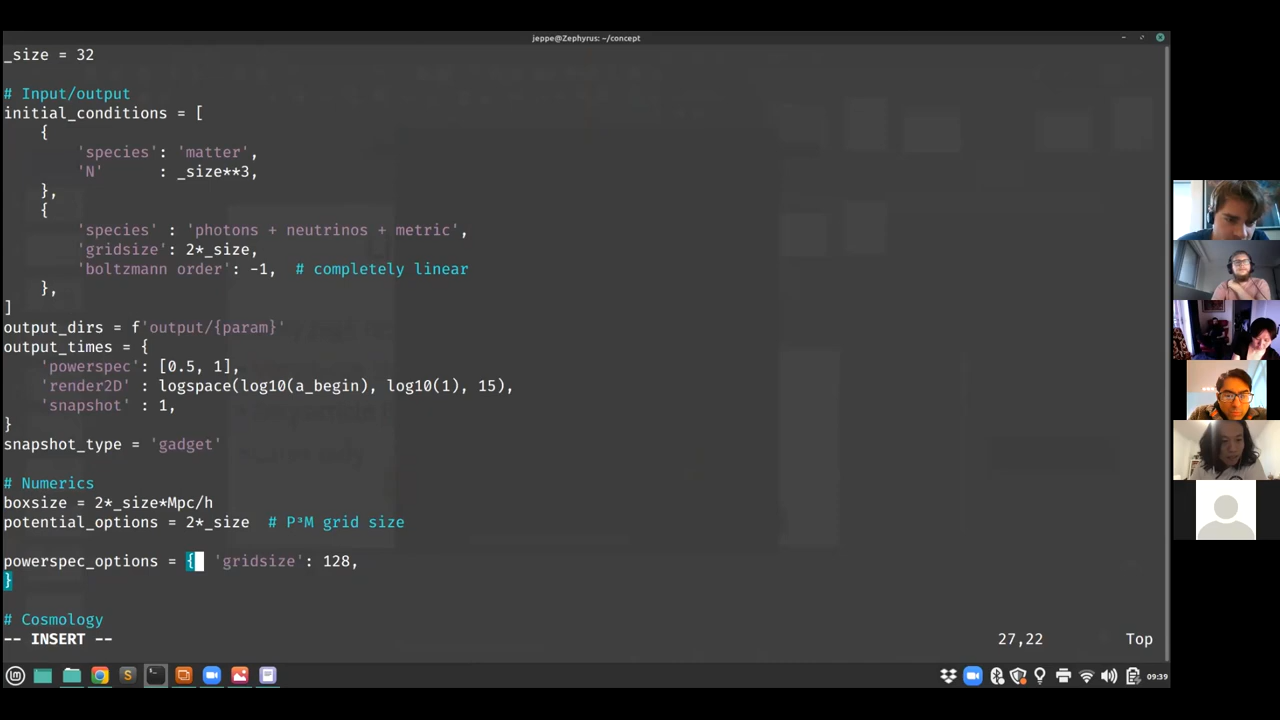 jeppe@Zephyrus: ~/concept
_size = 32
# Input/output
initial_conditions = [
    {
        'species': 'matter',
        'N'      : _size**3,
    },
    {
        'species' : 'photons + neutrinos + metric',
        'gridsize': 2*_size,
        'boltzmann order': -1,  # completely linear
    },
]
output_dirs = f'output/{param}'
output_times = {
    'powerspec': [0.5, 1],
    'render2D' : logspace(log10(a_begin), log10(1), 15),
    'snapshot' : 1,
}
snapshot_type = 'gadget'
# Numerics
boxsize = 2*_size*Mpc/h
potential_options = 2*_size  # P³M grid size
powerspec_options = {  'gridsize': 128,
}
# Cosmology
-- INSERT --
27,22
Top
09:39